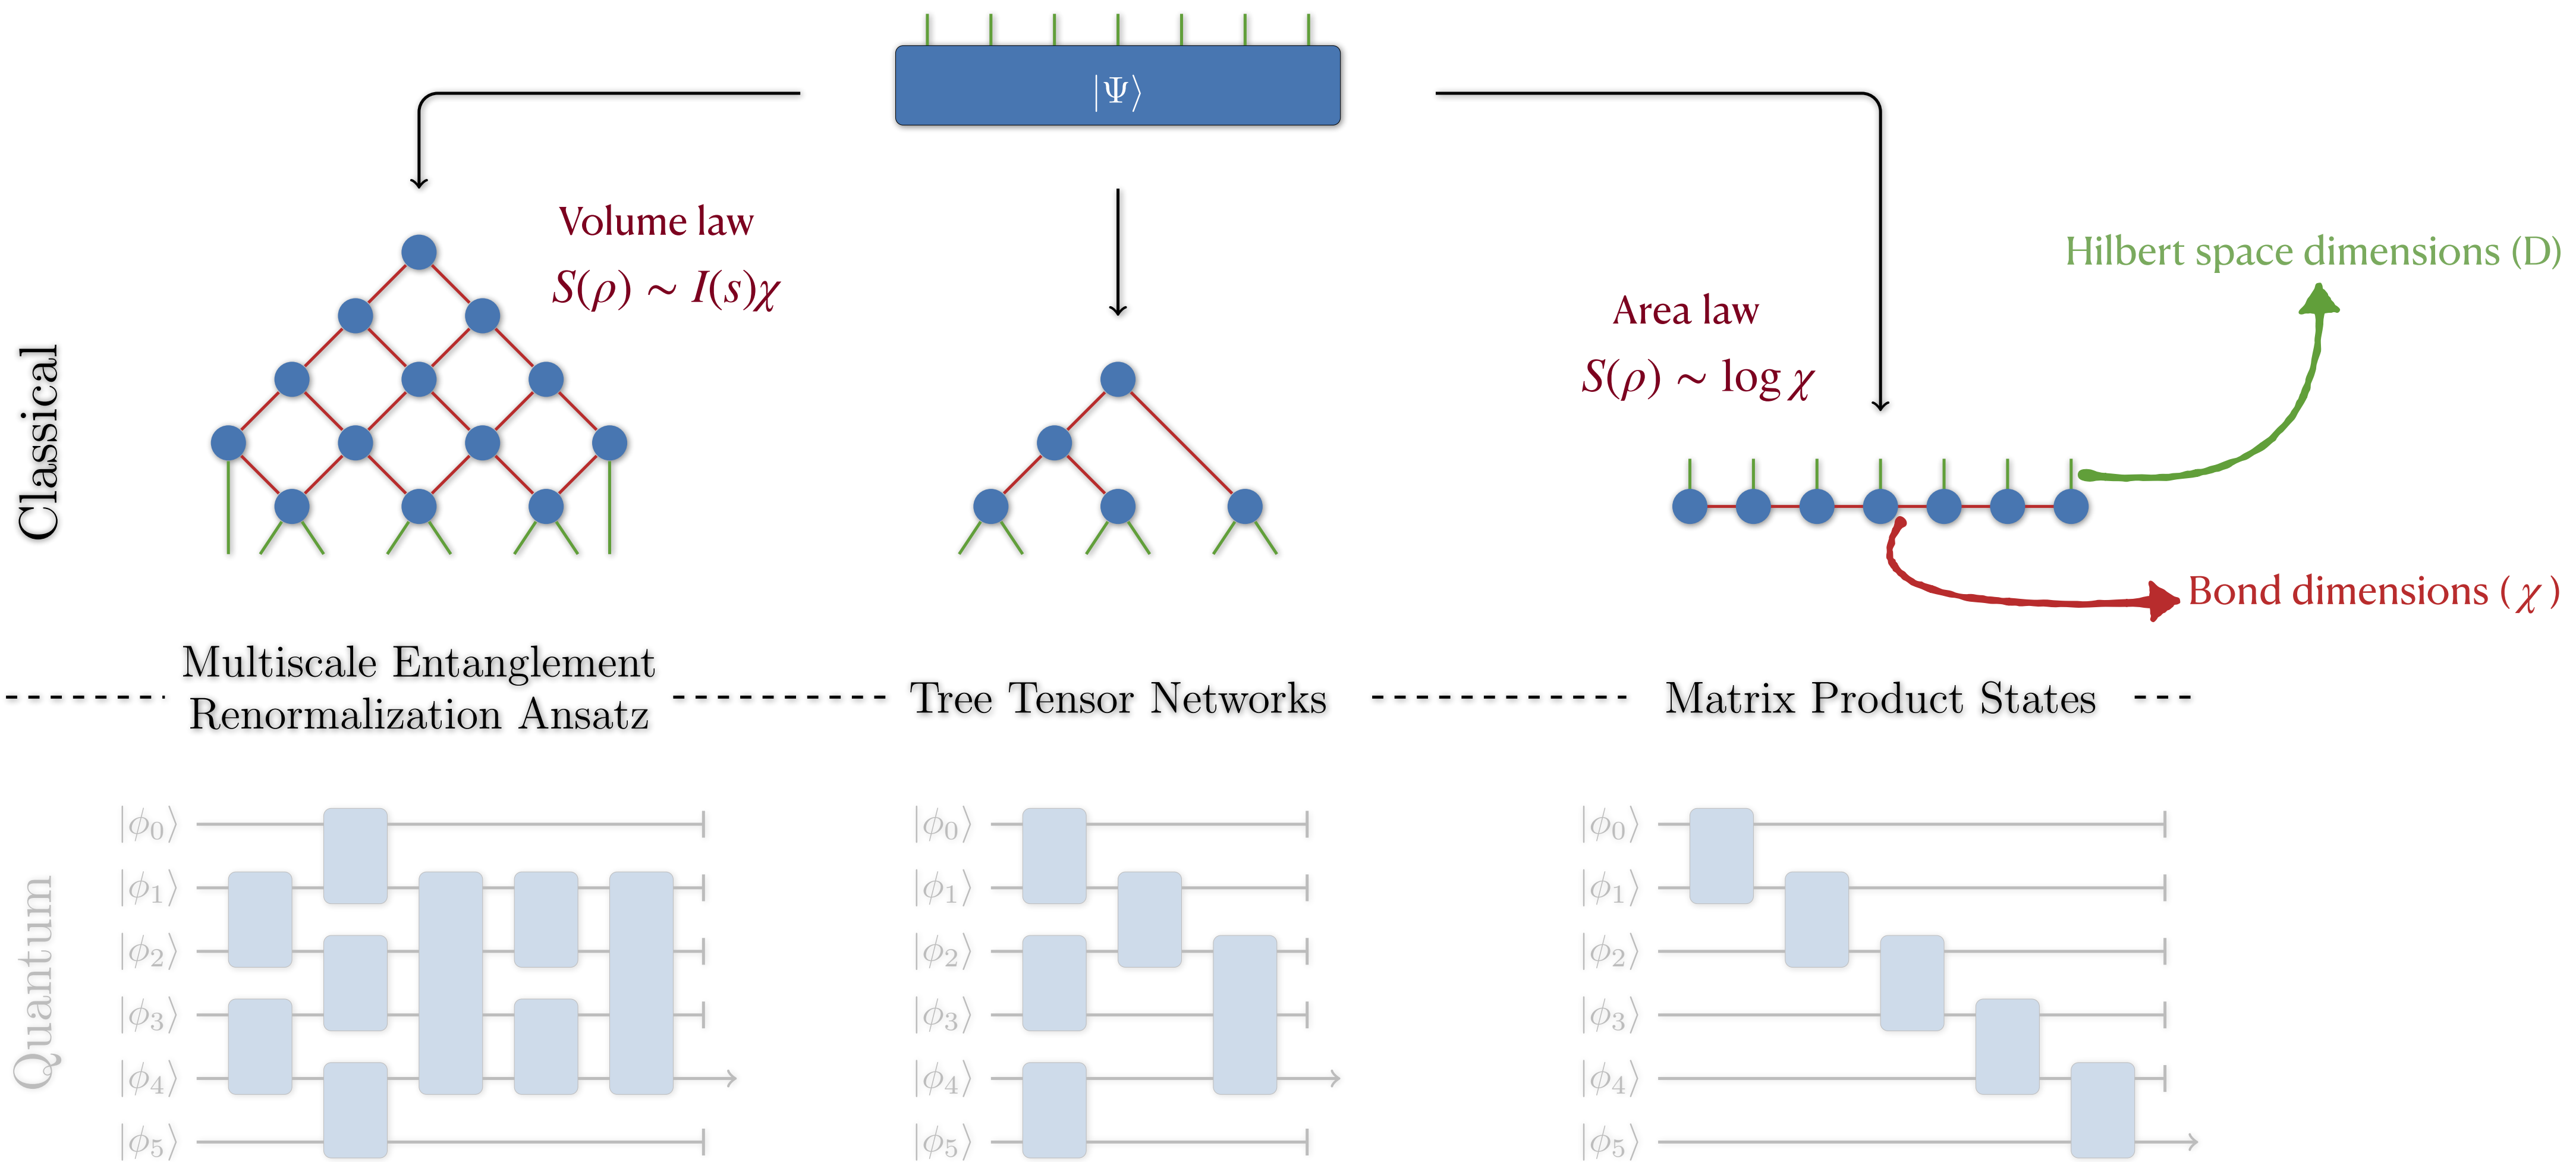 |Ψ⟩
Volume law
S(ρ) ∼ I(s)χ
Hilbert space dimensions (D)
Area law
S(ρ) ∼ log χ
Classical
Bond dimensions ( χ )
Multiscale Entanglement
Renormalization Ansatz
Tree Tensor Networks
Matrix Product States
Quantum
|ϕ₀⟩
|ϕ₁⟩
|ϕ₂⟩
|ϕ₃⟩
|ϕ₄⟩
|ϕ₅⟩
|ϕ₀⟩
|ϕ₁⟩
|ϕ₂⟩
|ϕ₃⟩
|ϕ₄⟩
|ϕ₅⟩
|ϕ₀⟩
|ϕ₁⟩
|ϕ₂⟩
|ϕ₃⟩
|ϕ₄⟩
|ϕ₅⟩